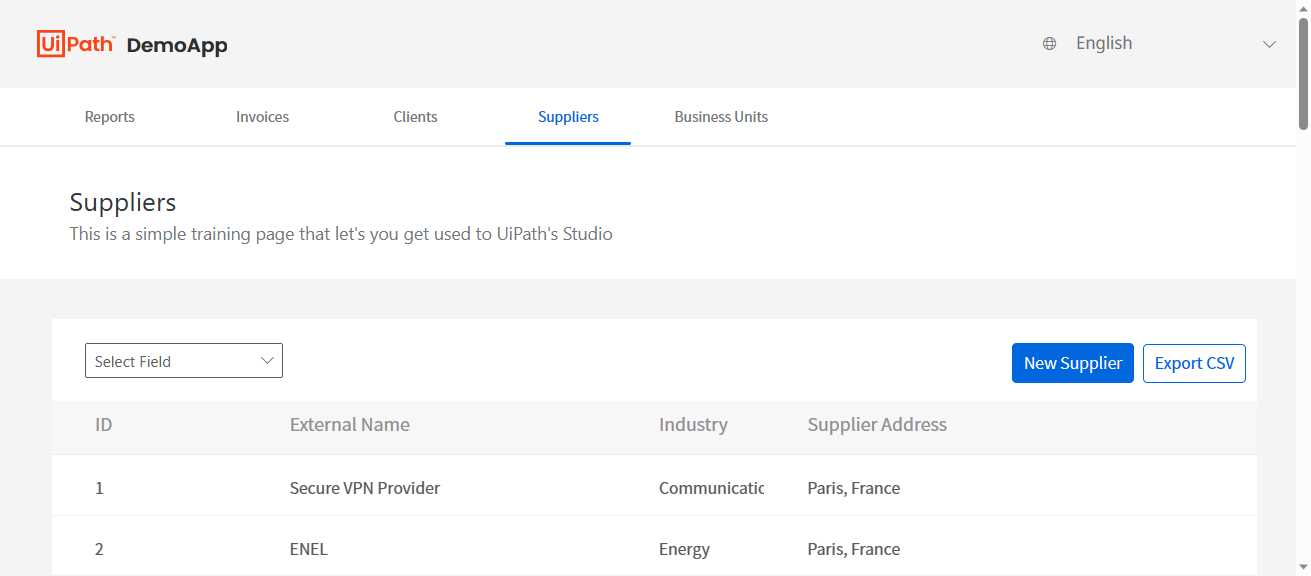 UiPath™ DemoApp
English
Reports Invoices Clients Suppliers Business Units
Suppliers
This is a simple training page that let's you get used to UiPath's Studio
Select Field New Supplier Export CSV
ID External Name Industry Supplier Address
1 Secure VPN Provider Communicatic Paris, France
2 ENEL Energy Paris, France